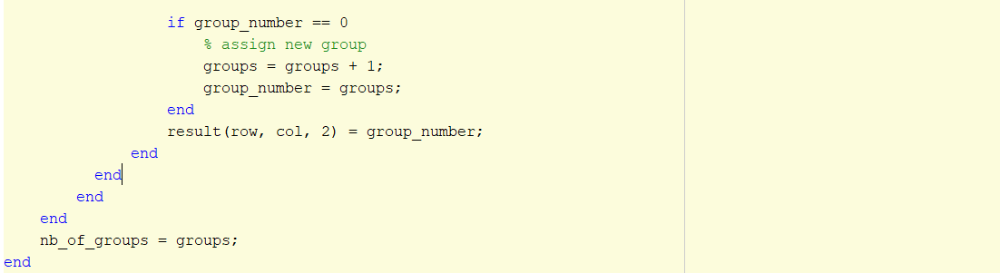 if group_number == 0
% assign new group
groups = groups + 1;
group_number = groups;
end
result(row, col, 2) = group_number;
end
end
end
end
nb_of_groups = groups;
end